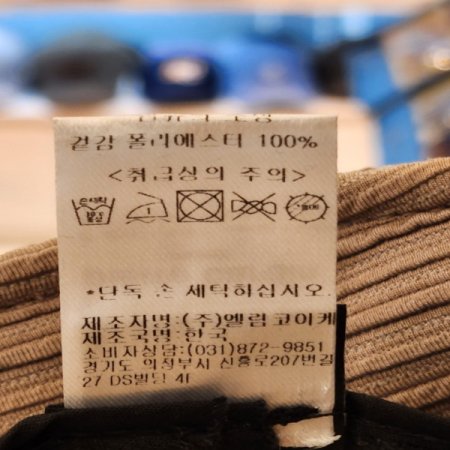 겉감 폴리에스터 100%
<취급상의 주의>
*단독 손 세탁하십시오.
제조자명:(주)엘림코이케
제조국명:한국
소비자상담:(031)872-9851
경기도 의정부시 신흥로207번길
27 DS빌딩 4F